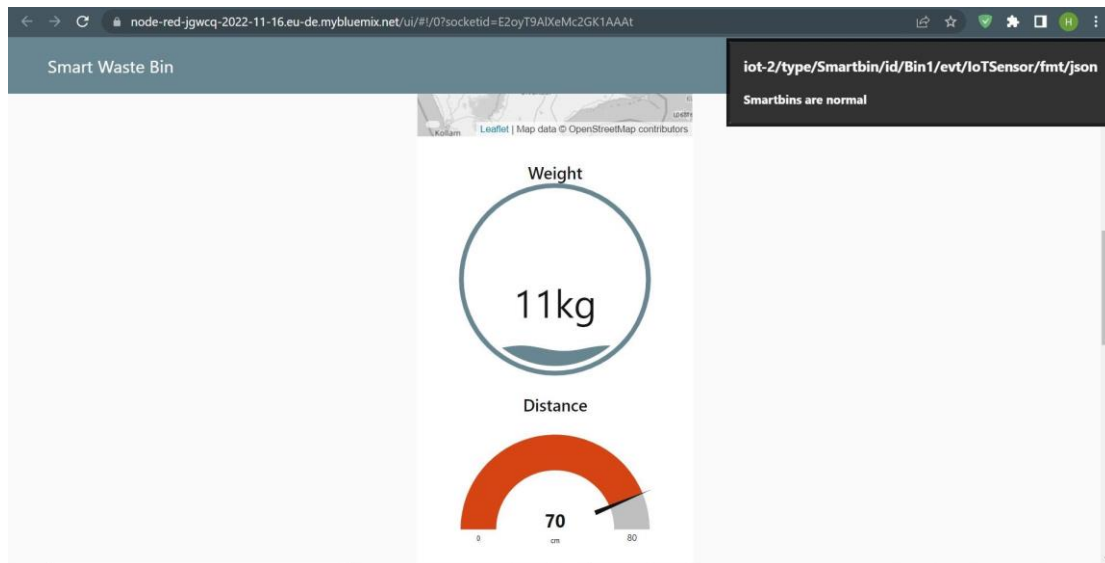 node-red-jgwcq-2022-11-16.eu-de.mybluemix.net/ui/#!/0?socketid=E2oyT9AlXeMc2GK1AAAt
H
Smart Waste Bin
iot-2/type/Smartbin/id/Bin1/evt/IoTSensor/fmt/json
Smartbins are normal
Kollam
Leaflet | Map data © OpenStreetMap contributors
Weight
11kg
Distance
70
cm
0
80